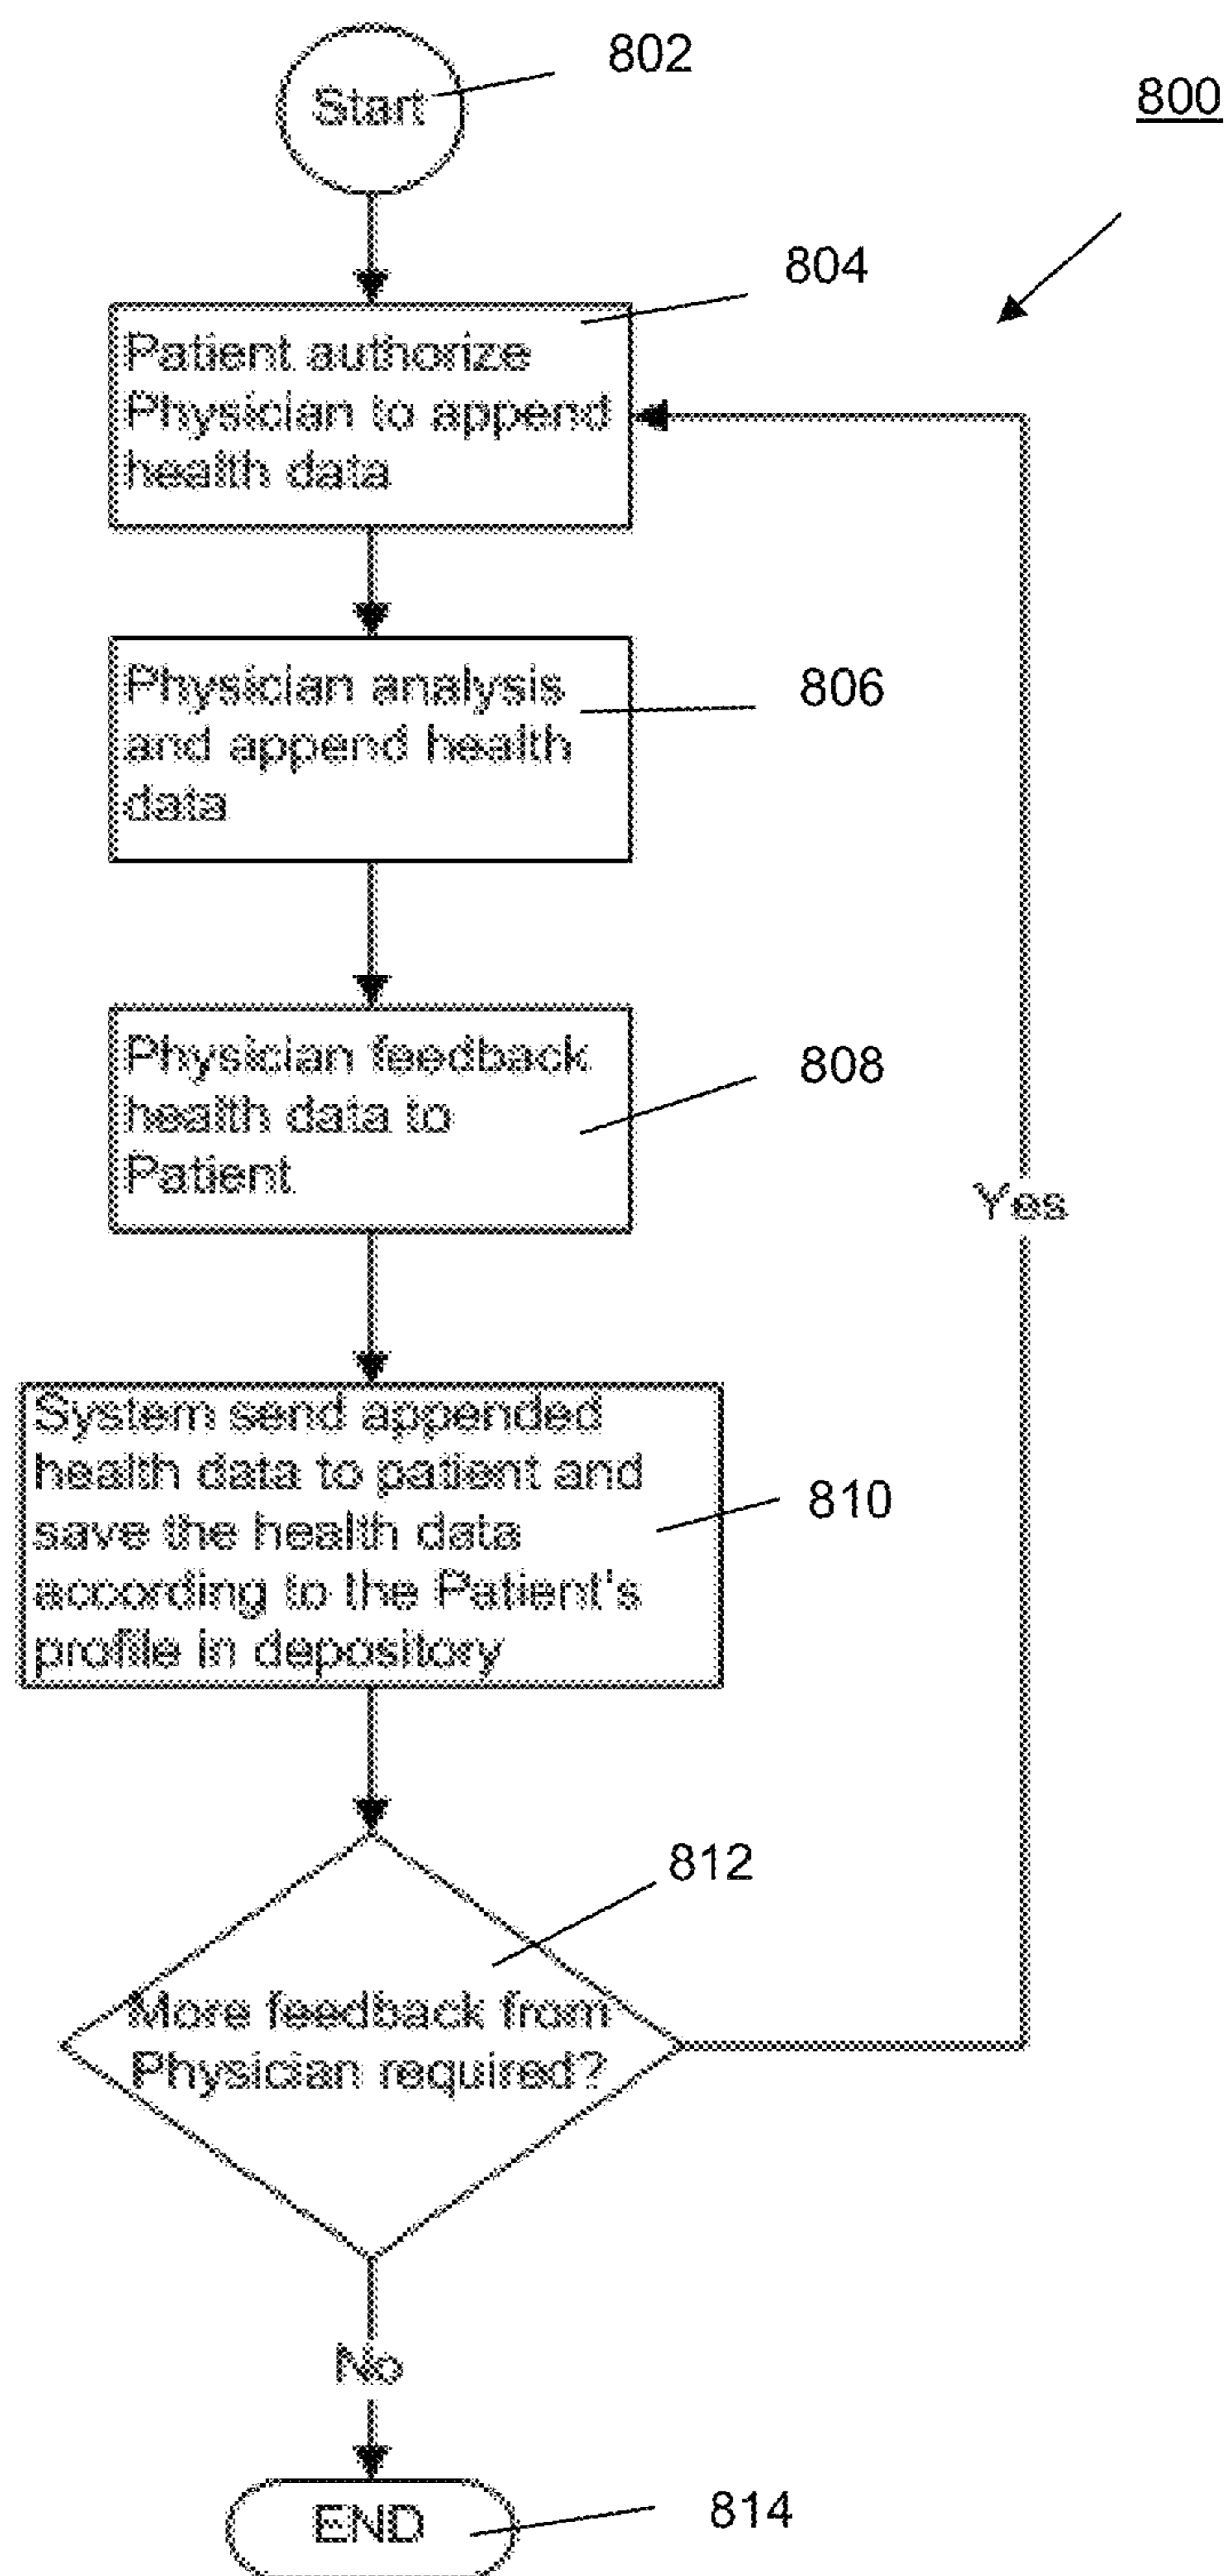 802
Start
800
804
Patient authorize
Physician to append
health data
806
Physician analysis
and append health
data
Physician feedback
health data to
Patient
808
Yes
System send appended
health data to patient and
save the health data
according to the Patient's
profile in depository
810
812
More feedback from
Physician required?
No
END
814